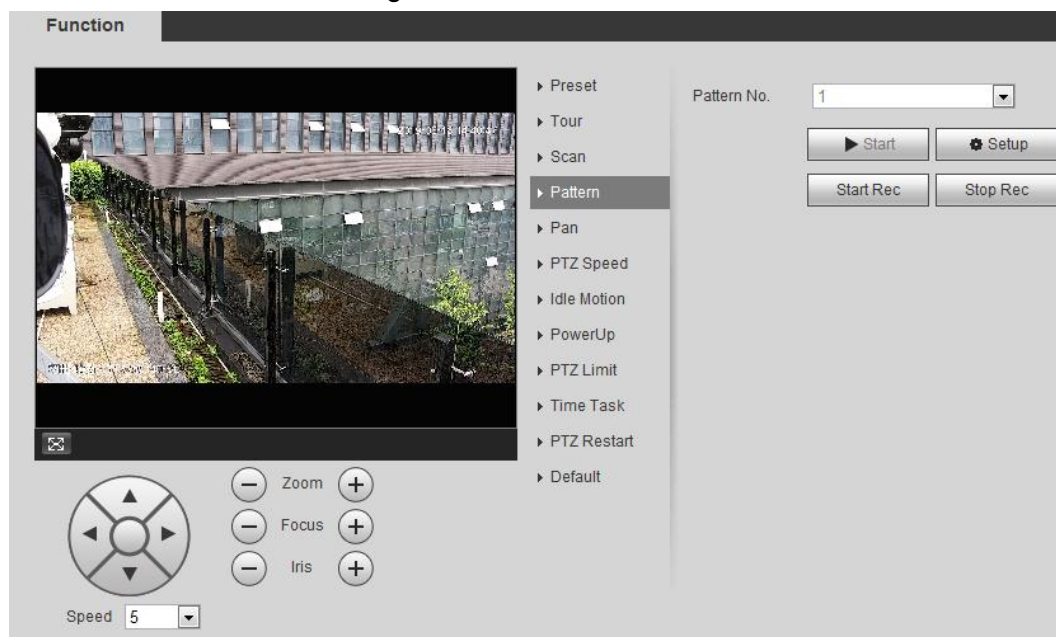 Function
Preset
Tour
Scan
Pattern
Pan
PTZ Speed
Idle Motion
PowerUp
PTZ Limit
Time Task
PTZ Restart
Default
Pattern No. 1
Start Setup
Start Rec Stop Rec
Zoom
Focus
Iris
Speed 5